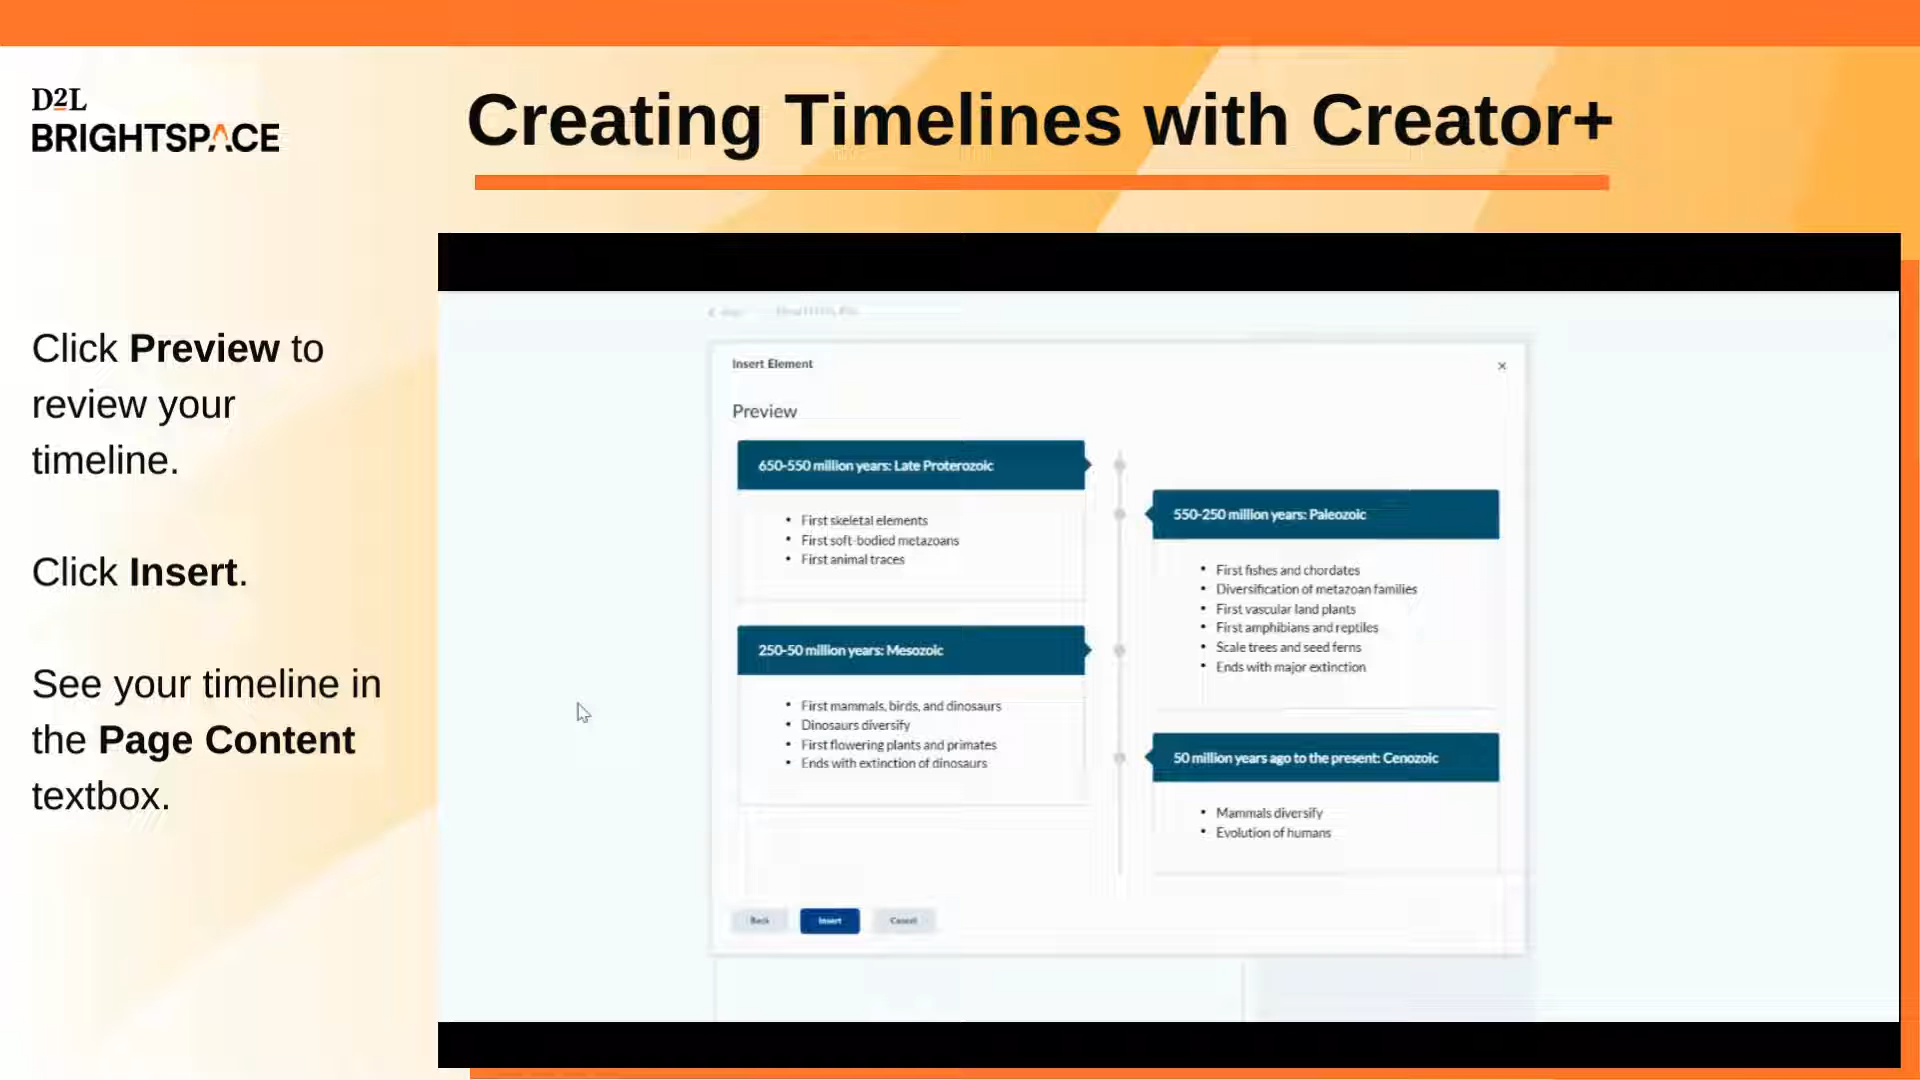 D2L
BRIGHTSPACE
Creating Timelines with Creator+
Click Preview to
review your
timeline.
Click Insert.
See your timeline in
the Page Content
textbox.
Insert Element
Preview
650-550 million years: Late Proterozoic
• First skeletal elements
• First soft-bodied metazoans
• First animal traces
550-250 million years: Paleozoic
• First fishes and chordates
• Diversification of metazoan families
• First vascular land plants
• First amphibians and reptiles
• Scale trees and seed ferns
• Ends with major extinction
250-50 million years: Mesozoic
• First mammals, birds, and dinosaurs
• Dinosaurs diversify
• First flowering plants and primates
• Ends with extinction of dinosaurs
50 million years ago to the present: Cenozoic
• Mammals diversify
• Evolution of humans
Back Insert Cancel